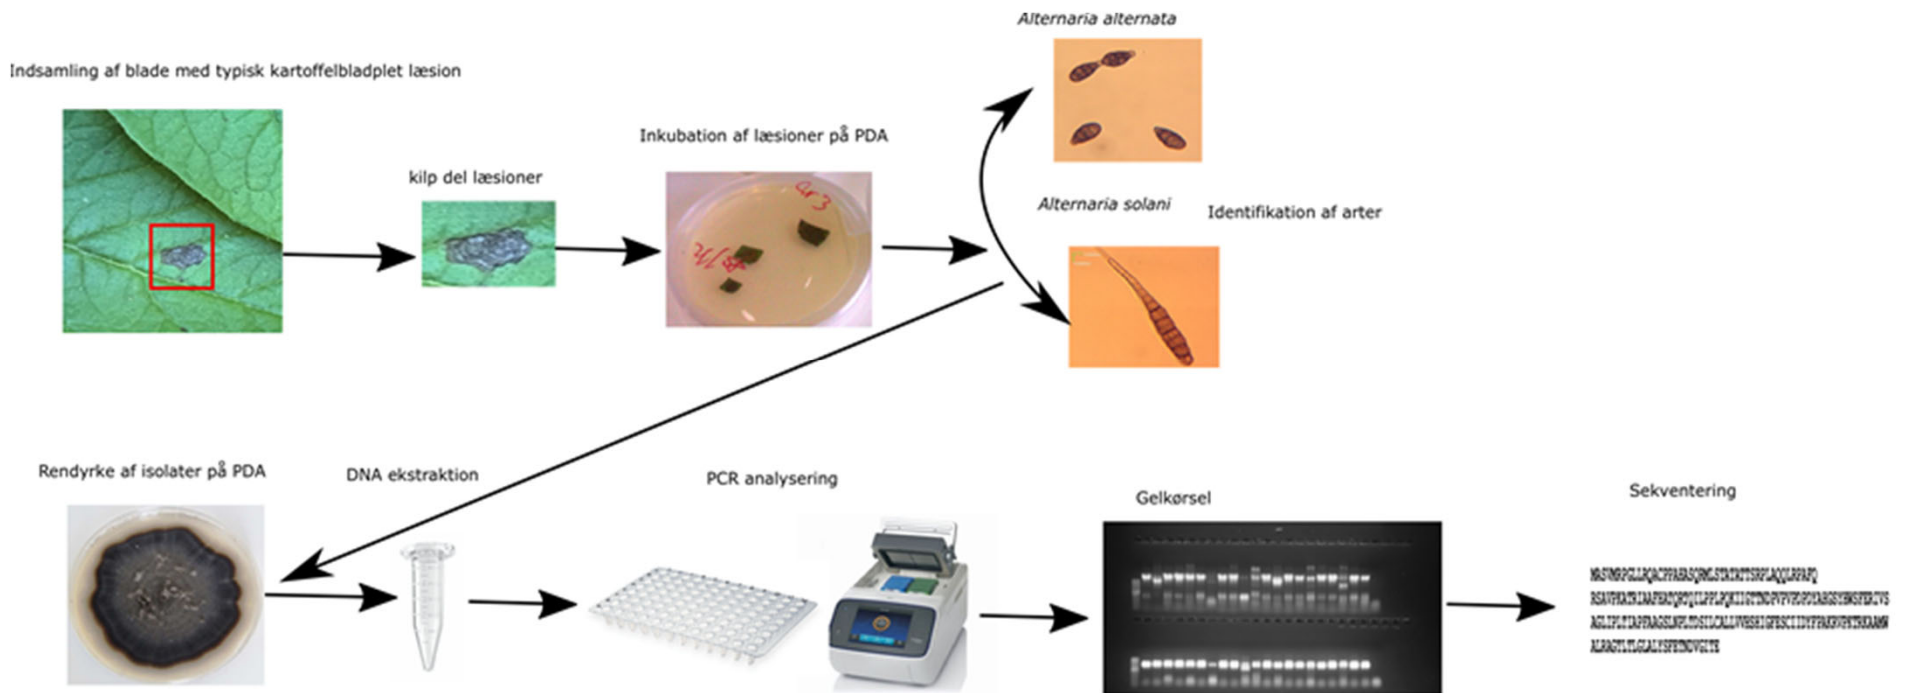 Alternaria alternata
Indsamling af blade med typisk kartoffelbladplet læsion
Inkubation af læsioner på PDA
kilp del læsioner
Alternaria solani
Identifikation af arter
Rendyrke af isolater på PDA
DNA ekstraktion
PCR analysering
Gelkørsel
Sekventering